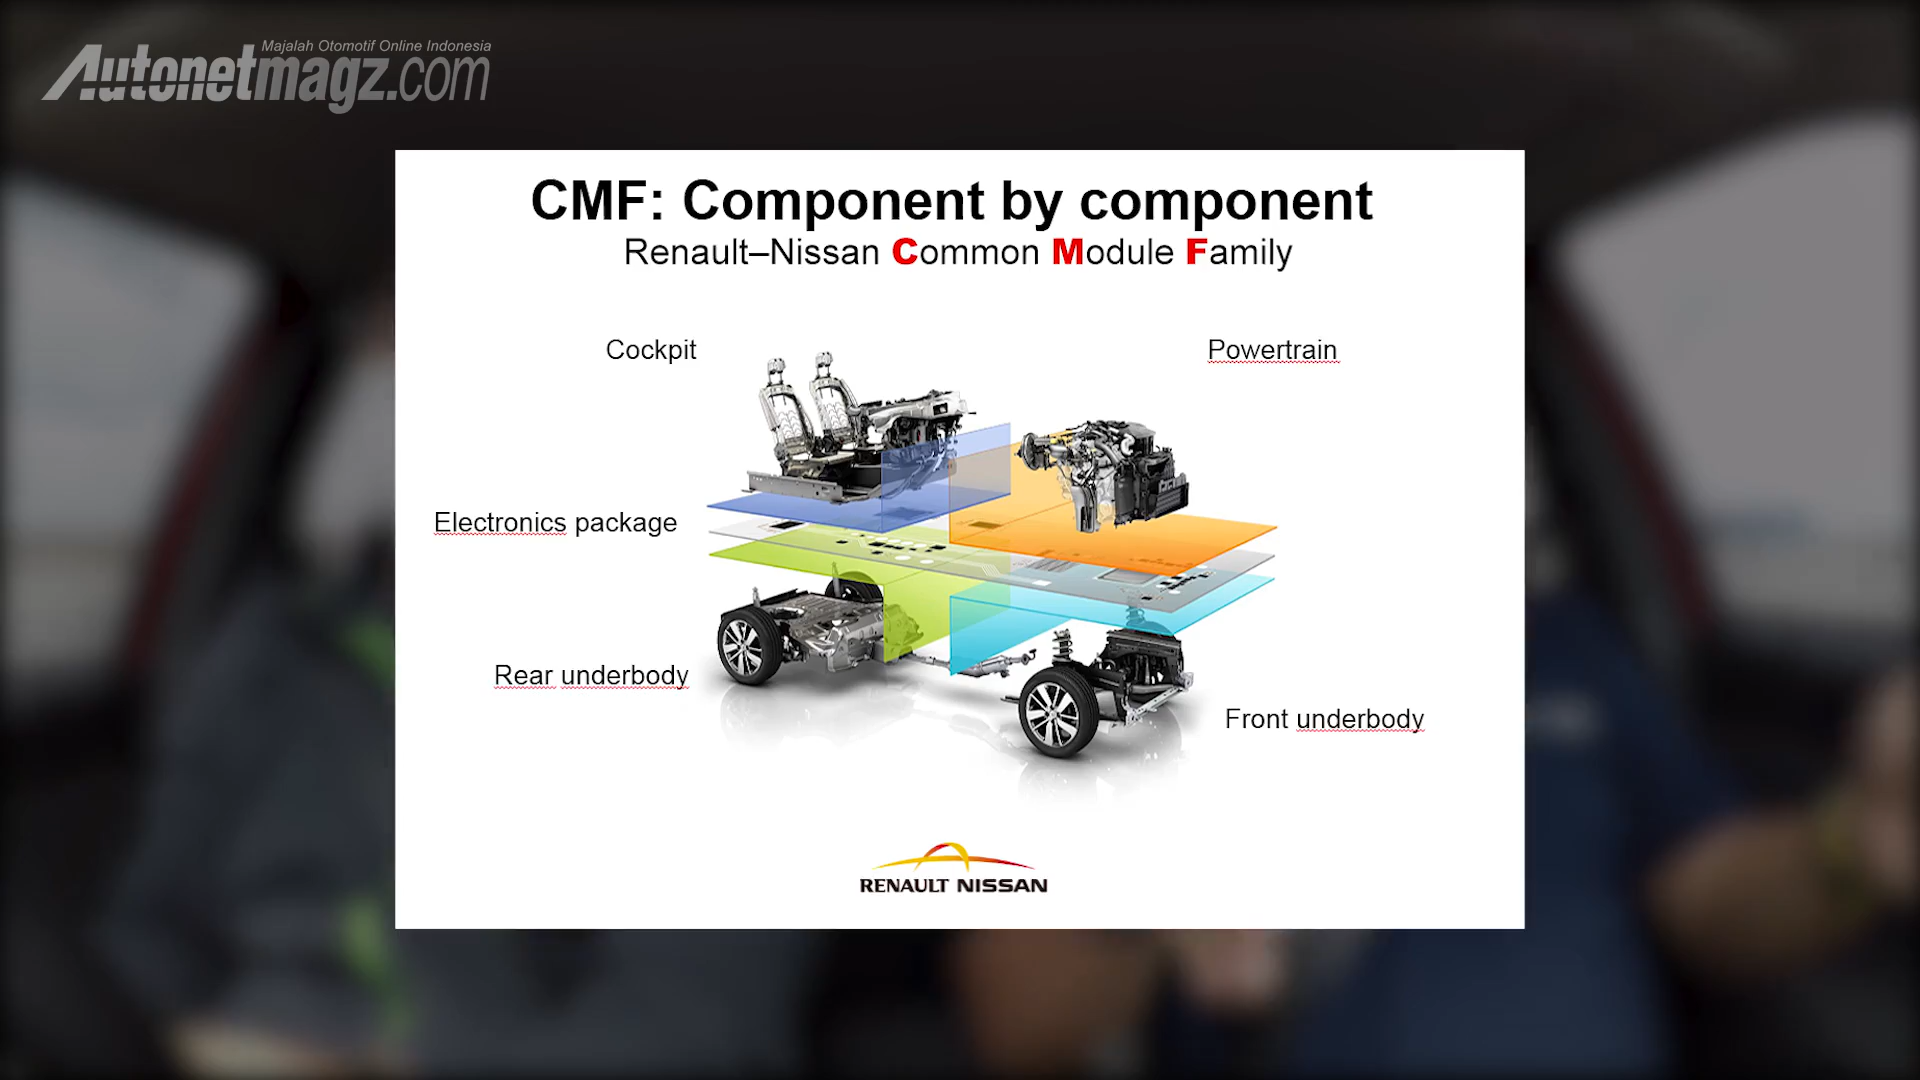 Majalah Otomotif Online Indonesia
Autonetmagz.com
CMF: Component by component
Renault–Nissan Common Module Family
Cockpit
Powertrain
Electronics package
Rear underbody
Front underbody
RENAULT NISSAN